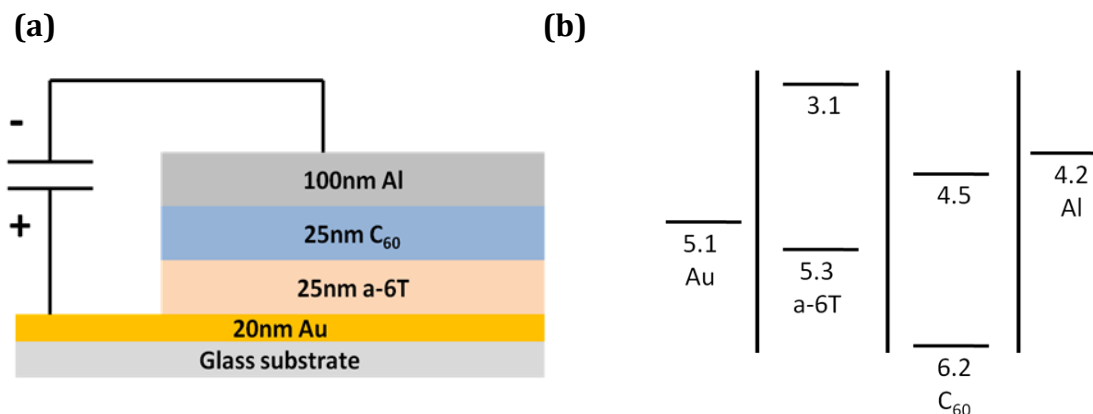 (a)
(b)
-
+
100nm Al
25nm C₆₀
25nm a-6T
20nm Au
Glass substrate
3.1
4.5
4.2
Al
5.1
Au
5.3
a-6T
6.2
C₆₀